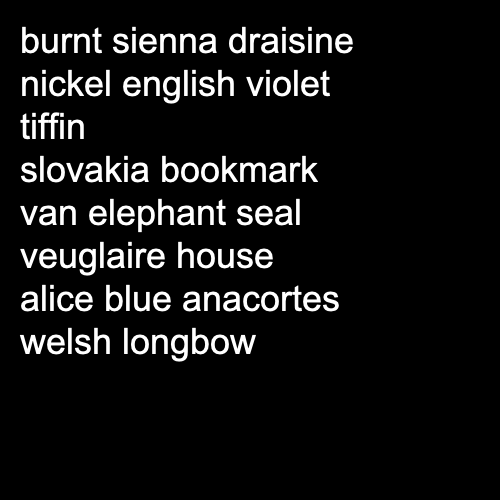 burnt sienna draisine
nickel english violet
tiffin
slovakia bookmark
van elephant seal
veuglaire house
alice blue anacortes
welsh longbow